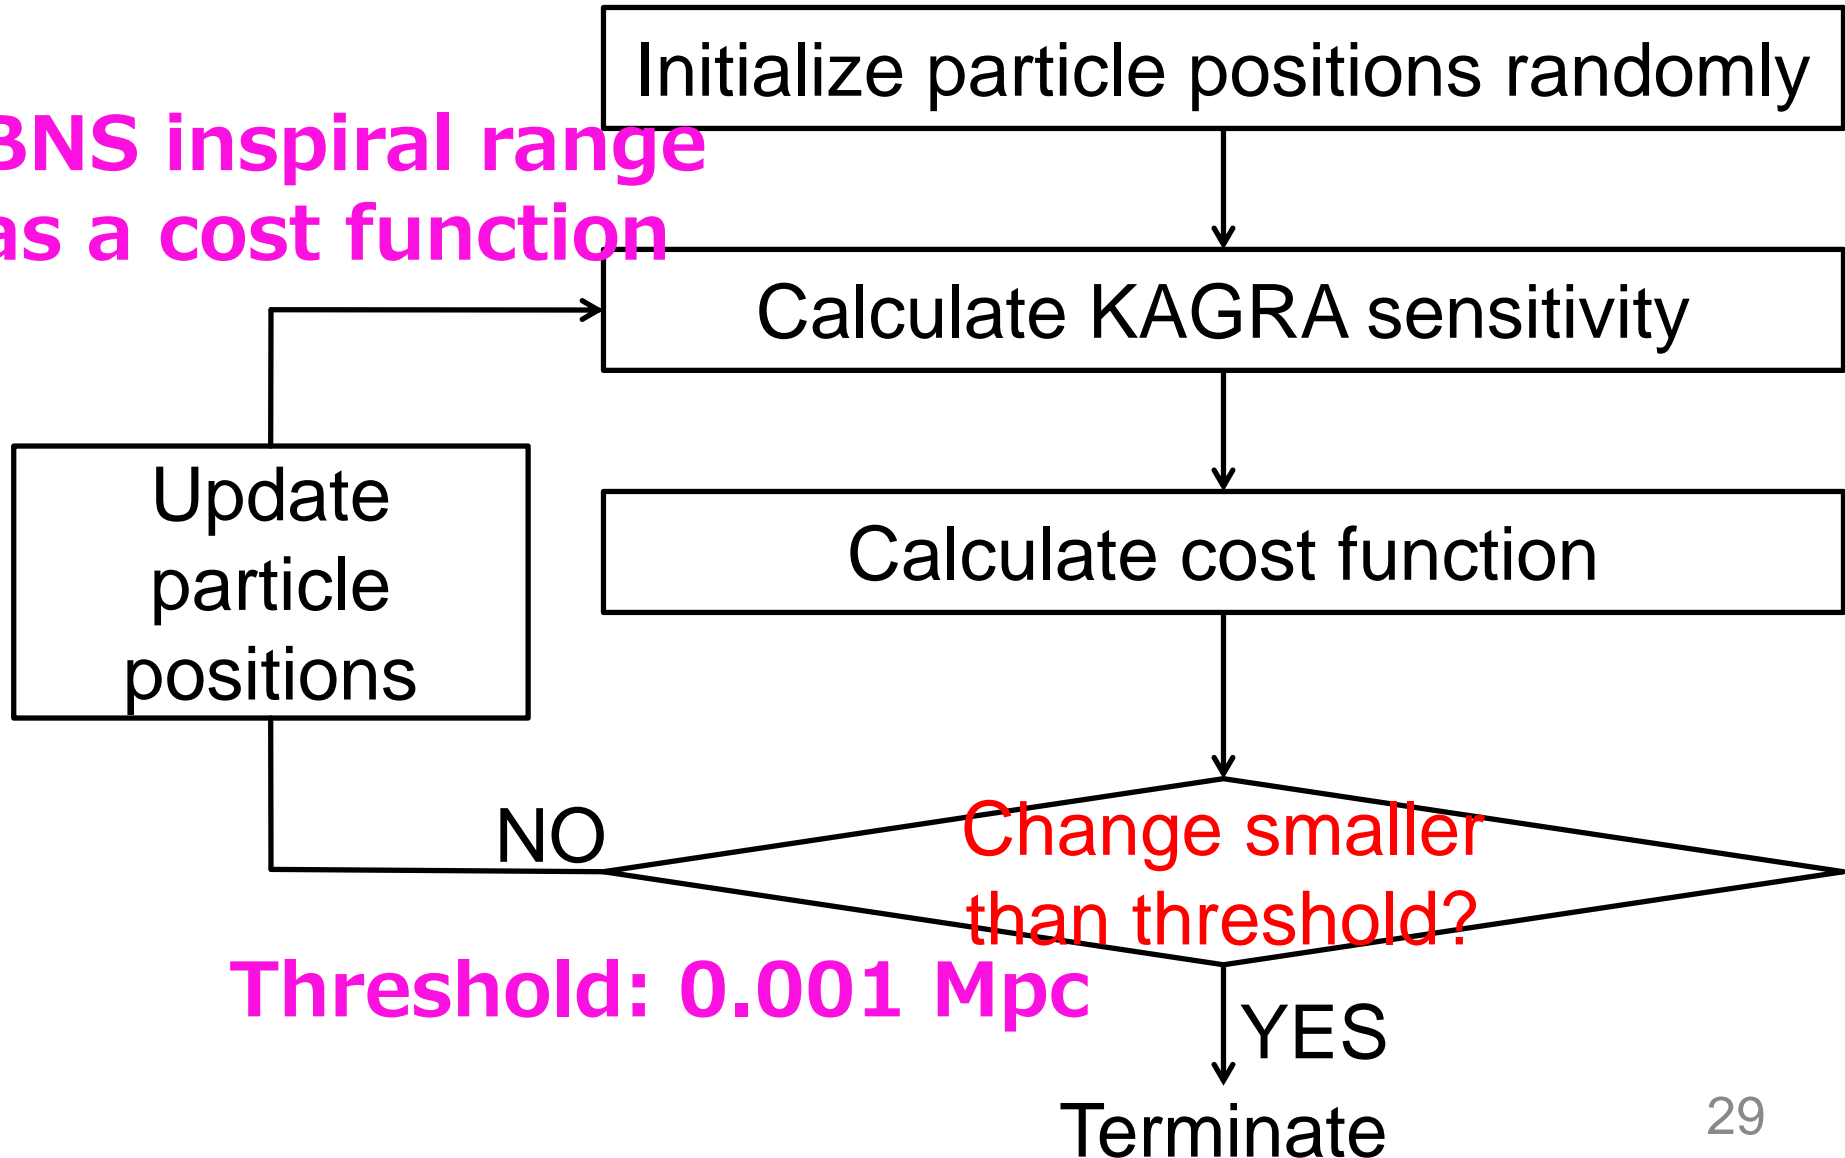 Initialize particle positions randomly
BNS inspiral range
as a cost function
Calculate KAGRA sensitivity
Update
particle
positions
Calculate cost function
NO
Change smaller
than threshold?
Threshold: 0.001 Mpc
YES
Terminate
29